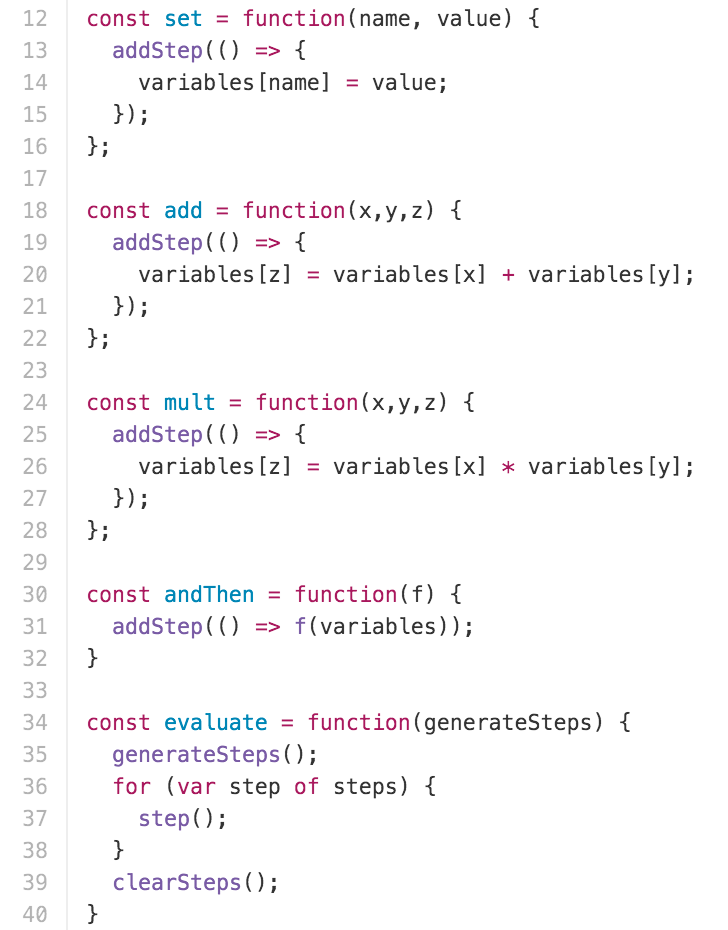 12 const set = function(name, value) {
13   addStep(() => {
14     variables[name] = value;
15   });
16 };
17
18 const add = function(x,y,z) {
19   addStep(() => {
20     variables[z] = variables[x] + variables[y];
21   });
22 };
23
24 const mult = function(x,y,z) {
25   addStep(() => {
26     variables[z] = variables[x] * variables[y];
27   });
28 };
29
30 const andThen = function(f) {
31   addStep(() => f(variables));
32 }
33
34 const evaluate = function(generateSteps) {
35   generateSteps();
36   for (var step of steps) {
37     step();
38   }
39   clearSteps();
40 }